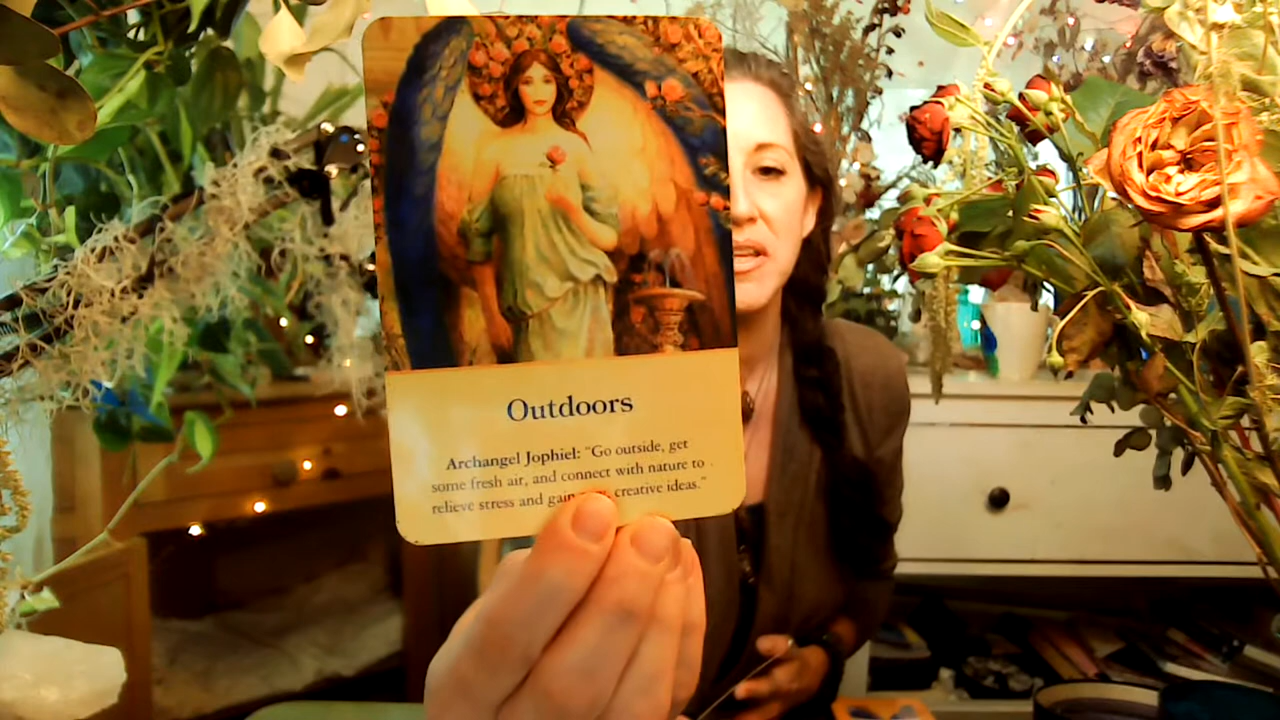 Outdoors
Archangel Jophiel: "Go outside, get
some fresh air, and connect with nature to
relieve stress and gain creative ideas."